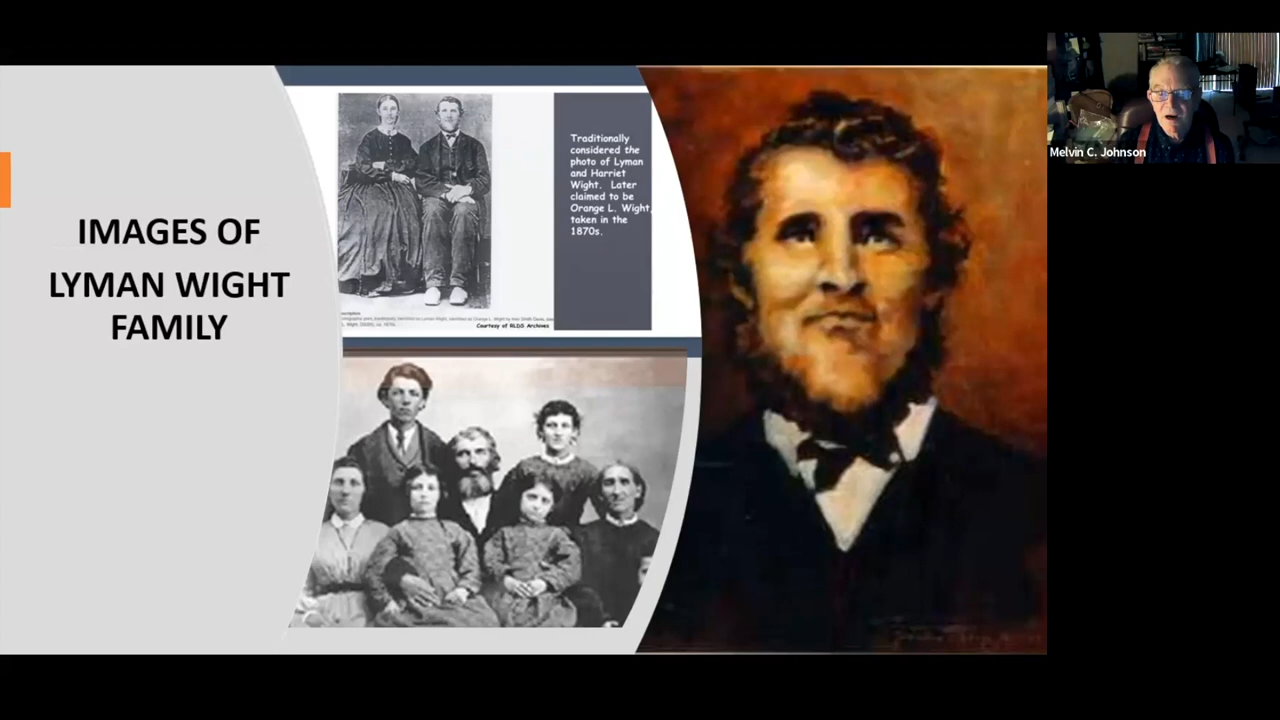 IMAGES OF
LYMAN WIGHT
FAMILY
Traditionally
considered the
photo of Lyman
and Harriet
Wight. Later
claimed to be
Orange L. Wight,
taken in the
1870s.
Courtesy of RLDS Archives
Melvin C. Johnson